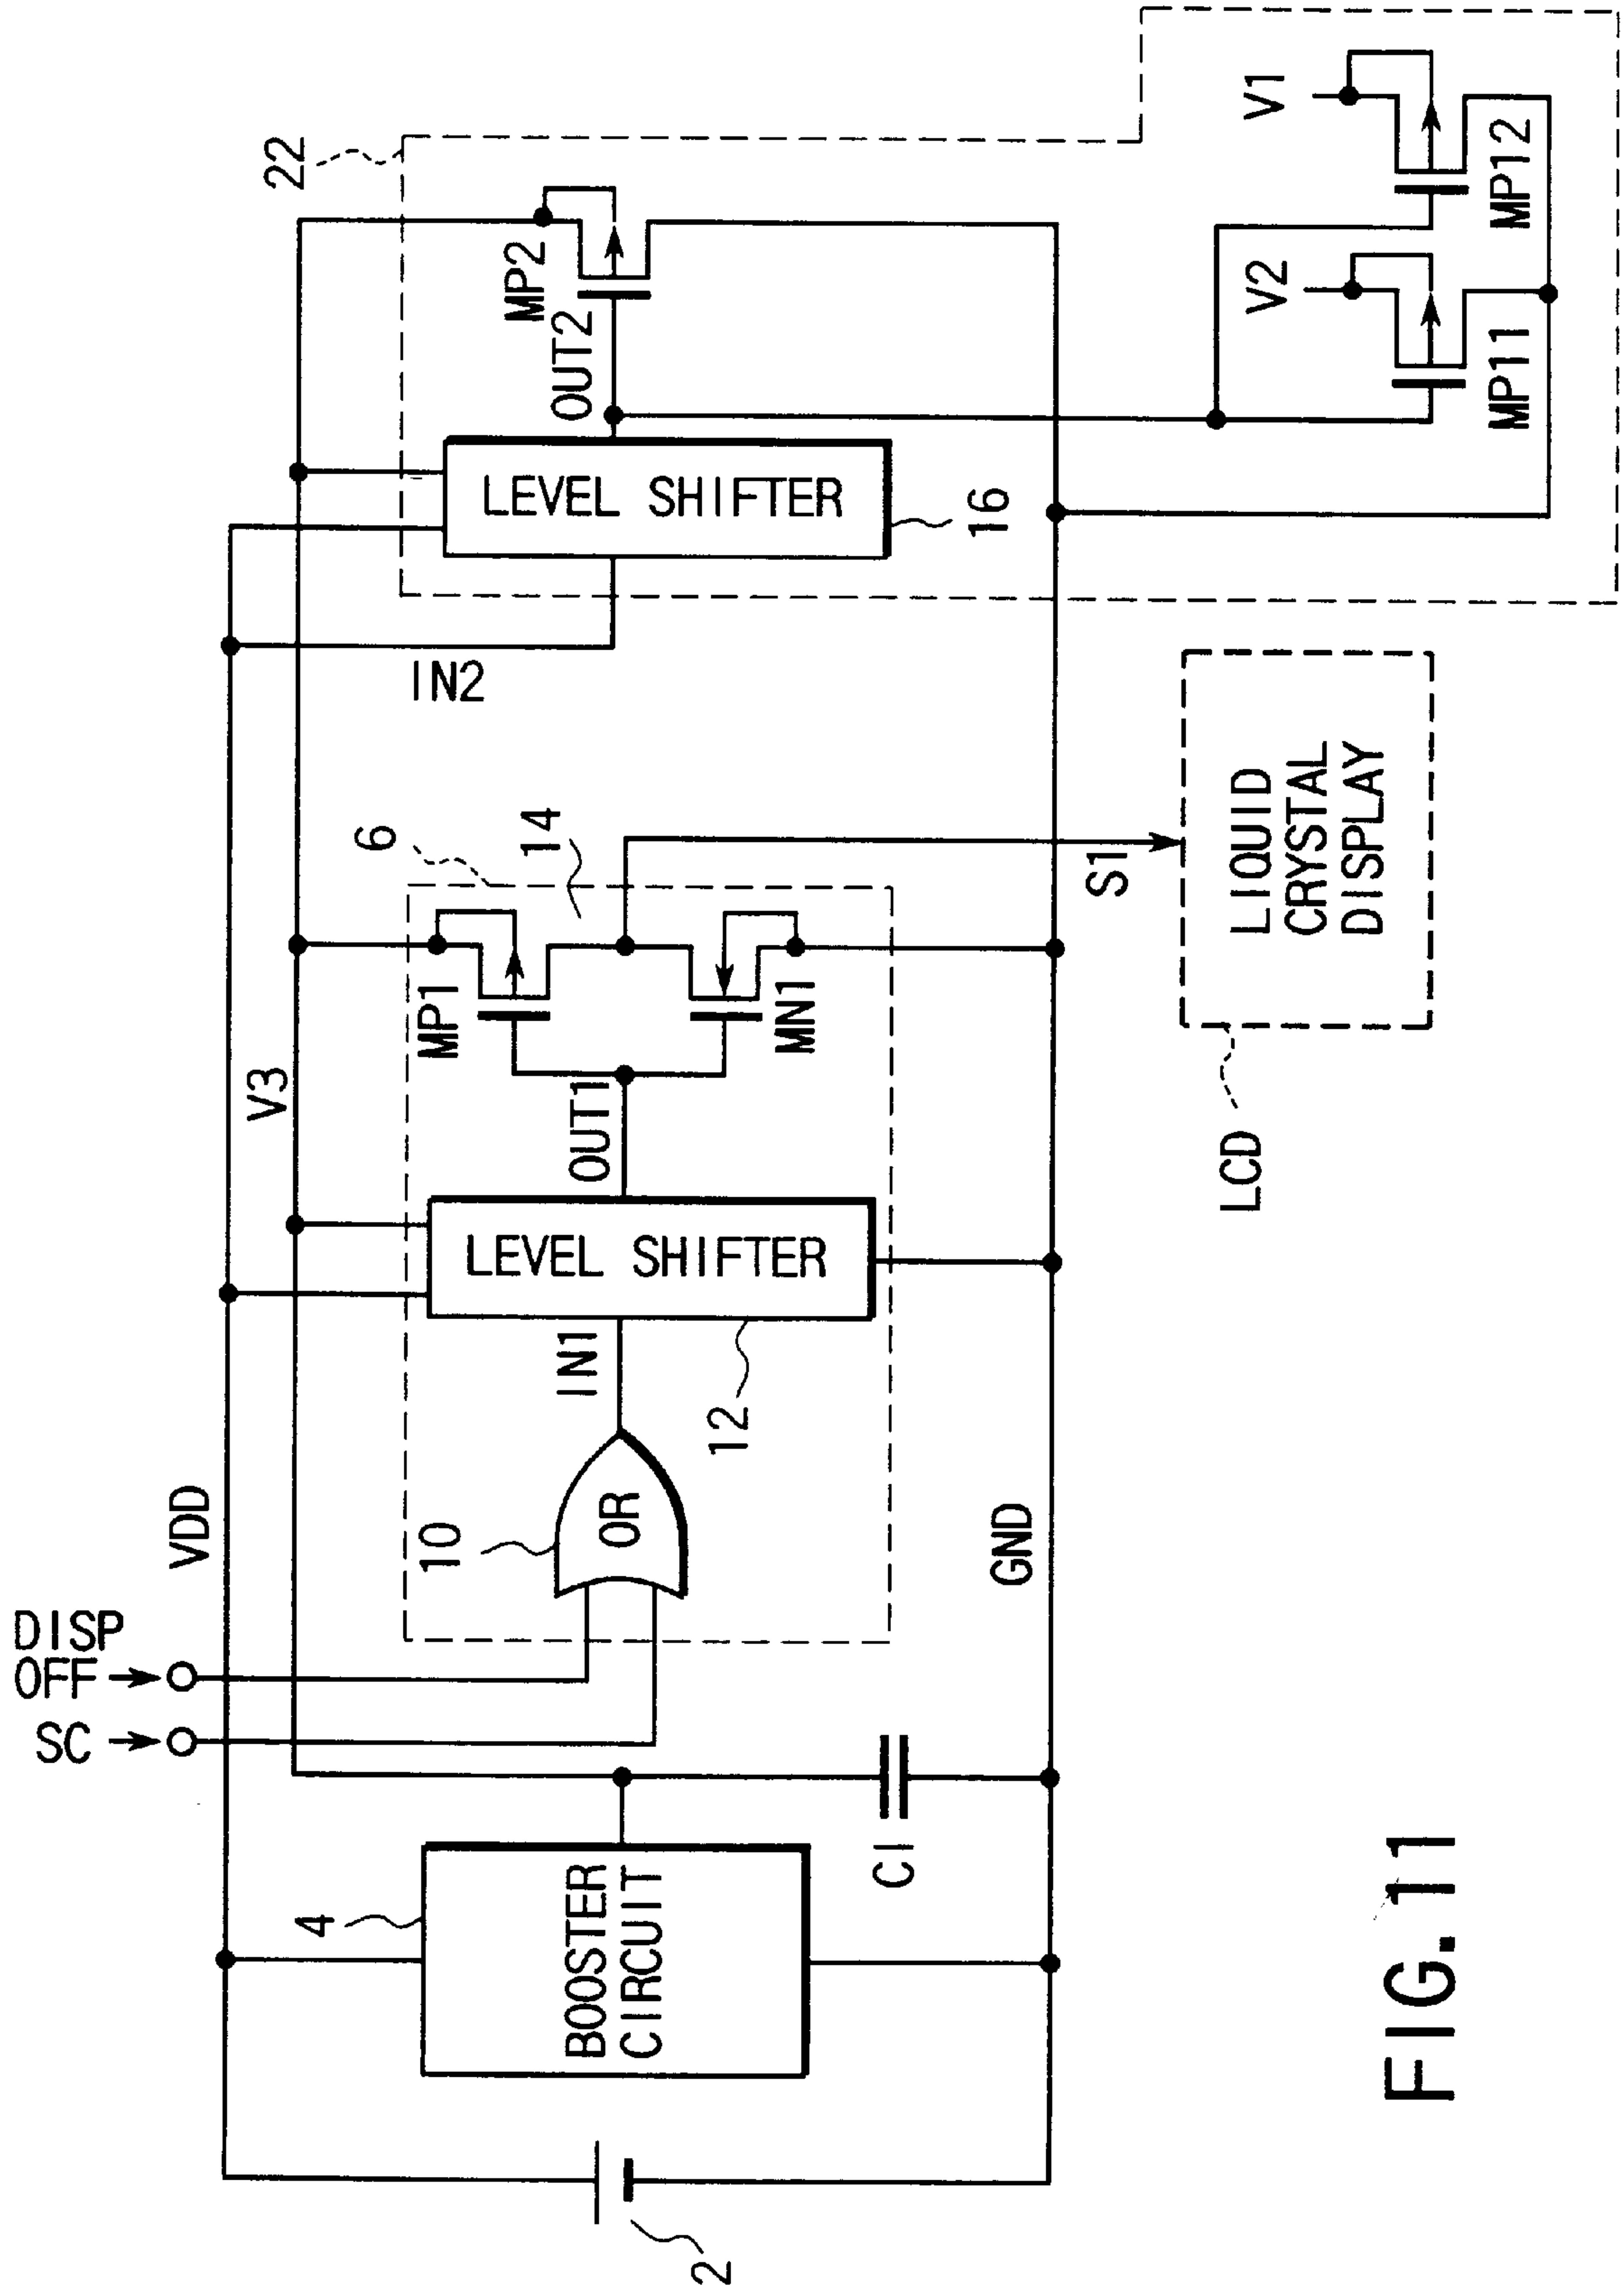 22
V1
MP2
OUT2
V2
MP12
MP11
LEVEL SHIFTER
16
IN2
6
14
LIQUID
CRYSTAL
DISPLAY
S1
MP1
MN1
V3
OUT1
LCD
LEVEL SHIFTER
IN1
12
VDD
10
OR
GND
DISP
OFF
SC
C1
4
BOOSTER
CIRCUIT
2
FIG. 11